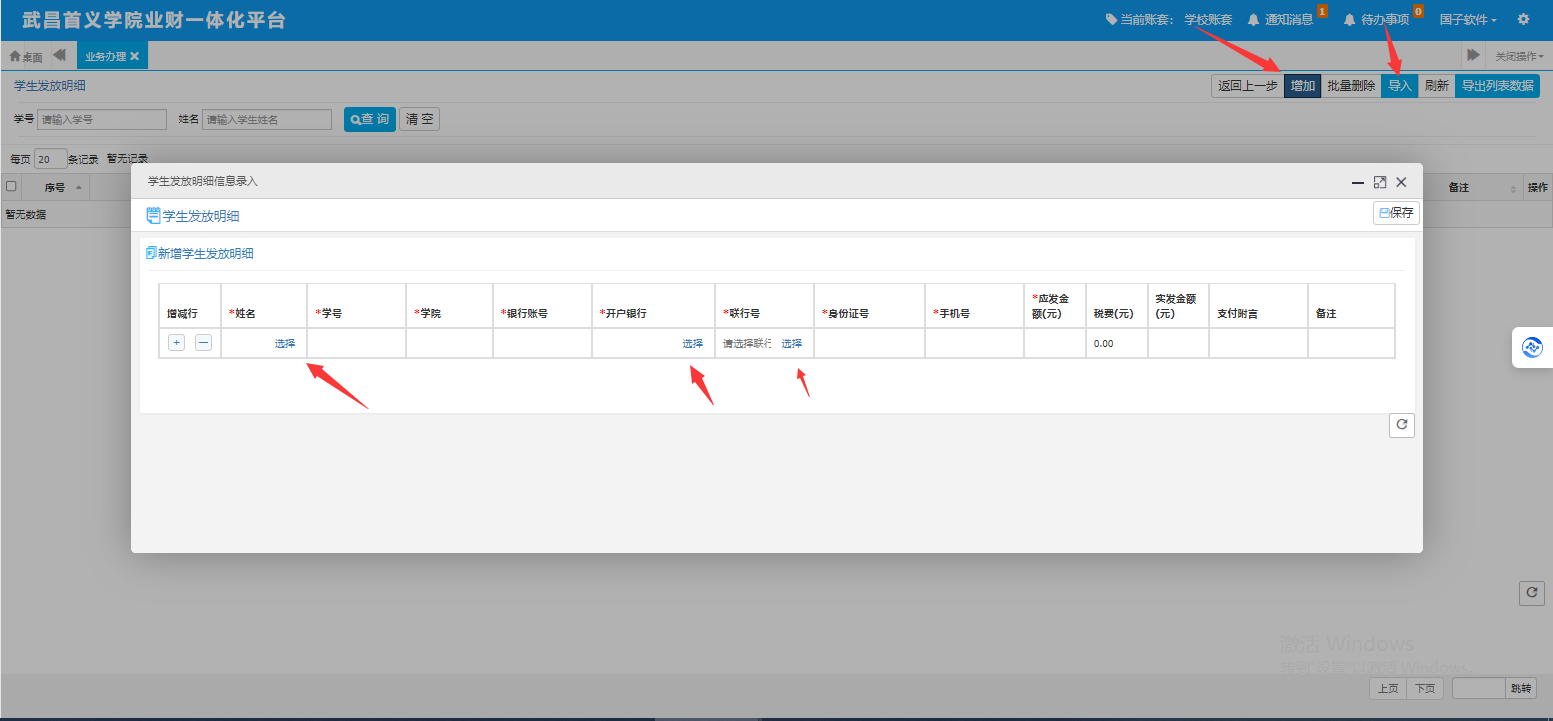 武昌首义学院业财一体化平台
当前账套： 学校账套 通知消息 1 待办事项 0 国子软件
桌面 业务办理 关闭操作
学生发放明细 返回上一步 增加 批量删除 导入 刷新 导出列表数据
学号 请输入学号 姓名 请输入学生姓名 查 询 清 空
每页 20 条记录 暂无记录
序号 备注 操作
暂无数据
学生发放明细信息录入
学生发放明细 保存
新增学生发放明细
增减行 *姓名 *学号 *学院 *银行账号 *开户银行 *联行号 *身份证号 *手机号 *应发金额(元) 税费(元) 实发金额(元) 支付附言 备注
+ — 选择 选择 请选择联行 选择 0.00
激活 Windows
转到"设置"以激活 Windows。
上页 下页 跳转